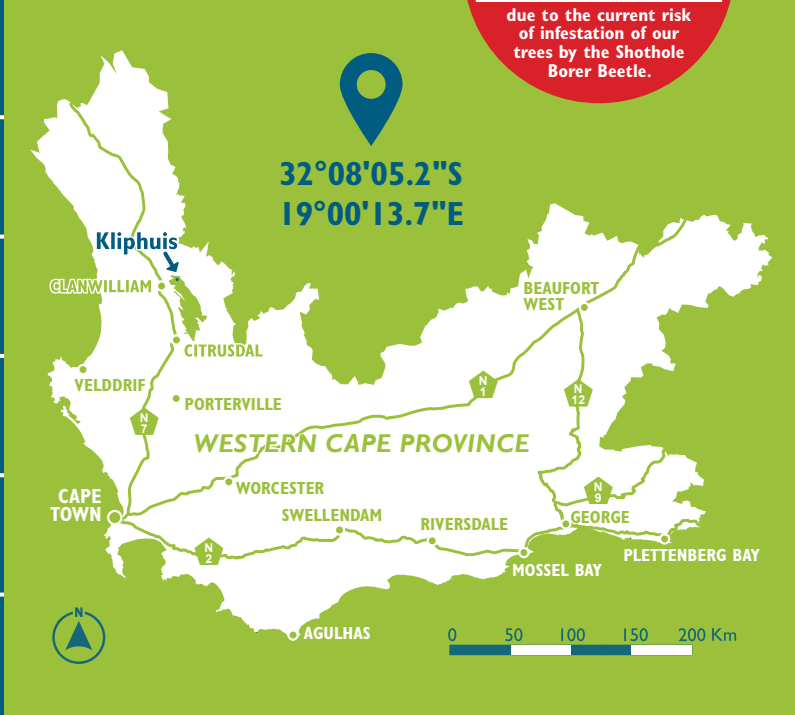 due to the current risk
of infestation of our
trees by the Shothole
Borer Beetle.
32°08'05.2"S
19°00'13.7"E
Kliphuis
CLANWILLIAM
BEAUFORT
WEST
CITRUSDAL
VELDDRIF
PORTERVILLE
N
1
N
12
N
7
WESTERN CAPE PROVINCE
WORCESTER
N
9
CAPE
TOWN
SWELLENDAM
RIVERSDALE
GEORGE
N
2
PLETTENBERG BAY
MOSSEL BAY
AGULHAS
N
0 50 100 150 200 Km